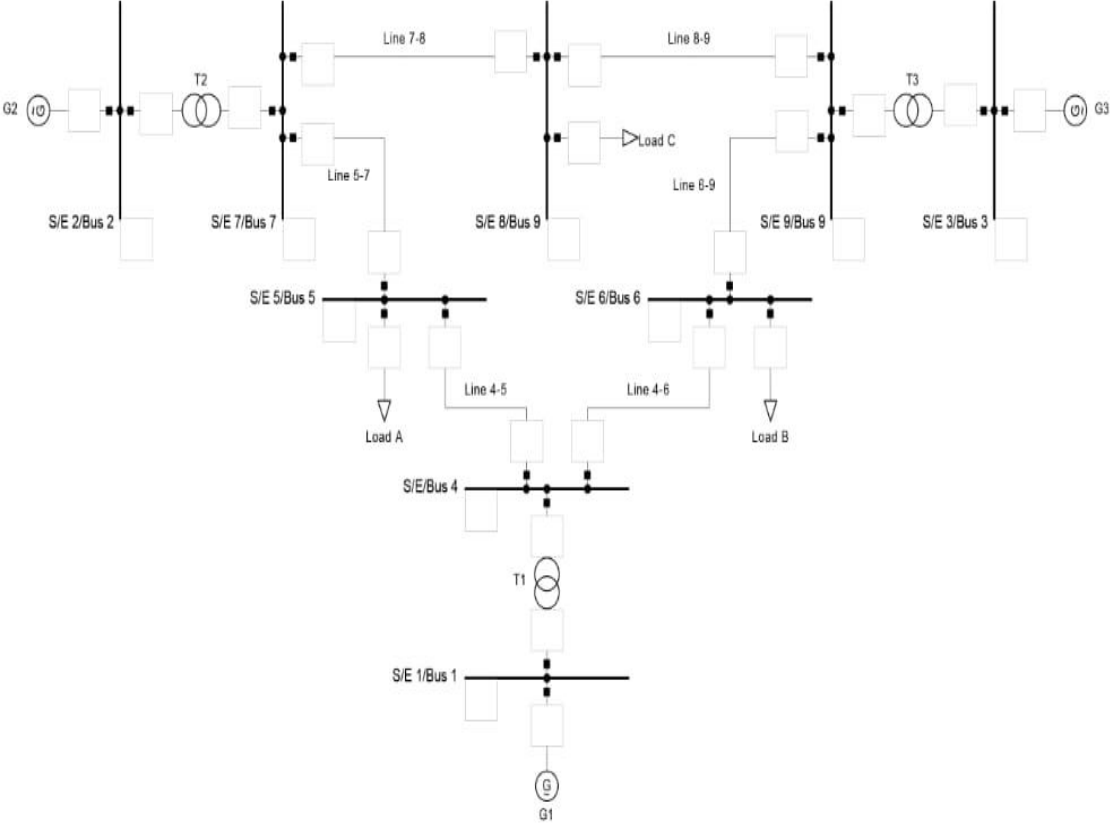 Line 7-8
Line 8-9
T2
T3
G2
G
G
G3
Load C
Line 5-7
Line 6-9
S/E 2/Bus 2
S/E 7/Bus 7
S/E 8/Bus 9
S/E 9/Bus 9
S/E 3/Bus 3
S/E 5/Bus 5
S/E 6/Bus 6
Line 4-5
Line 4-6
Load A
Load B
S/E/Bus 4
T1
S/E 1/Bus 1
G
G1